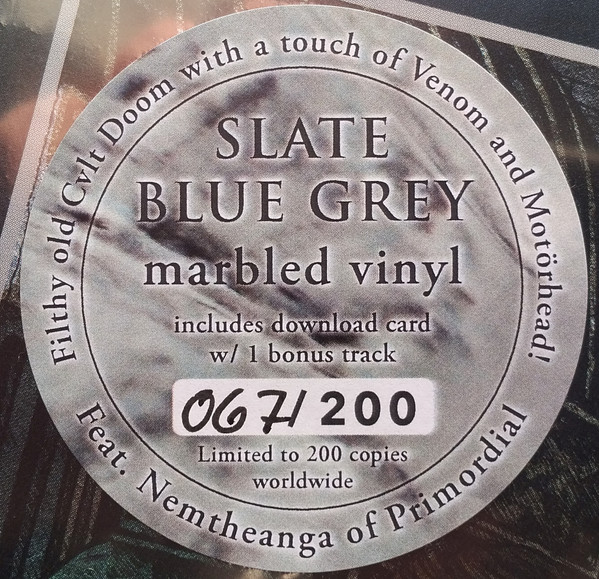 Filthy old Cvlt Doom with a touch of Venom and Motörhead!
SLATE
BLUE GREY
marbled vinyl
includes download card
w/ 1 bonus track
067/200
Limited to 200 copies
worldwide
Feat. Nemtheanga of Primordial